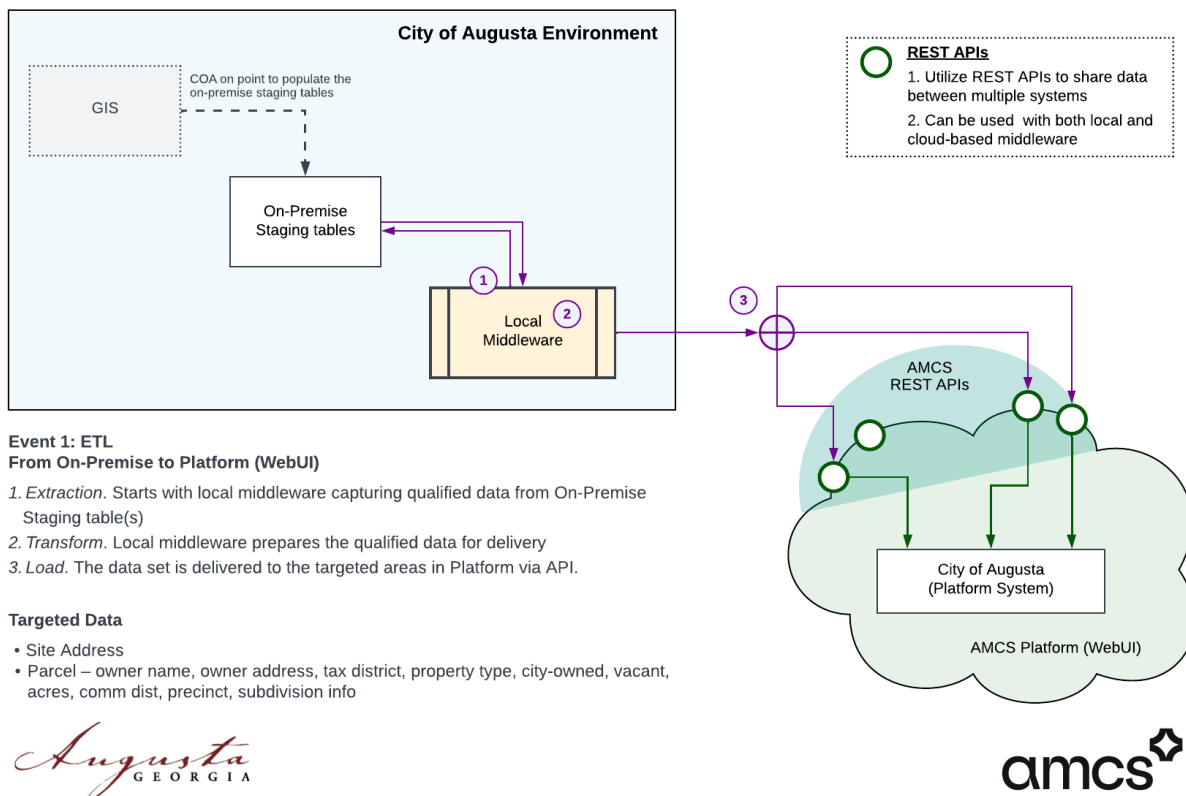 City of Augusta Environment
GIS
COA on point to populate the
on-premise staging tables
On-Premise
Staging tables
1
2
Local
Middleware
3
REST APIs
1. Utilize REST APIs to share data
between multiple systems
2. Can be used with both local and
cloud-based middleware
AMCS
REST APIs
City of Augusta
(Platform System)
AMCS Platform (WebUI)
Event 1: ETL
From On-Premise to Platform (WebUI)
1. Extraction. Starts with local middleware capturing qualified data from On-Premise
Staging table(s)
2. Transform. Local middleware prepares the qualified data for delivery
3. Load. The data set is delivered to the targeted areas in Platform via API.
Targeted Data
• Site Address
• Parcel – owner name, owner address, tax district, property type, city-owned, vacant,
acres, comm dist, precinct, subdivision info
Augusta
GEORGIA
amcs